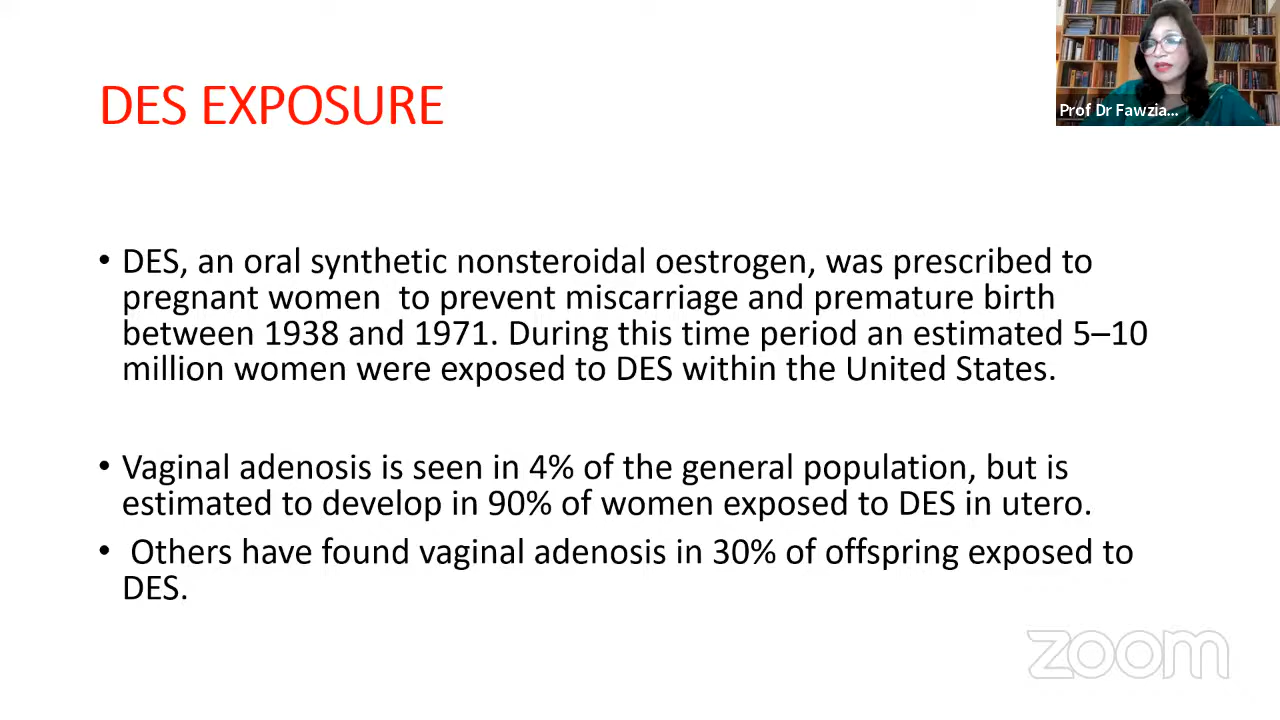 DES EXPOSURE
Prof Dr Fawzia...
• DES, an oral synthetic nonsteroidal oestrogen, was prescribed to
pregnant women  to prevent miscarriage and premature birth
between 1938 and 1971. During this time period an estimated 5–10
million women were exposed to DES within the United States.
• Vaginal adenosis is seen in 4% of the general population, but is
estimated to develop in 90% of women exposed to DES in utero.
• Others have found vaginal adenosis in 30% of offspring exposed to
DES.
zoom